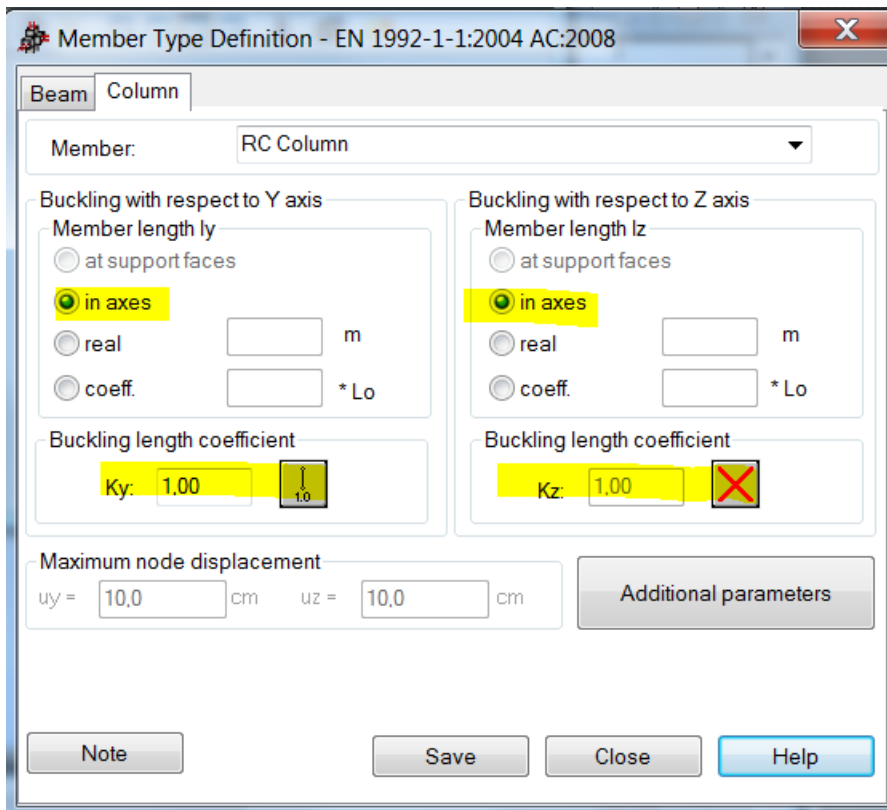 Member Type Definition - EN 1992-1-1:2004 AC:2008
Beam Column
Member: RC Column
Buckling with respect to Y axis
Member length ly
at support faces
in axes
real m
coeff. * Lo
Buckling length coefficient
Ky: 1,00 1.0
Buckling with respect to Z axis
Member length lz
at support faces
in axes
real m
coeff. * Lo
Buckling length coefficient
Kz: 1,00
Maximum node displacement
uy = 10,0 cm uz = 10,0 cm
Additional parameters
Note Save Close Help